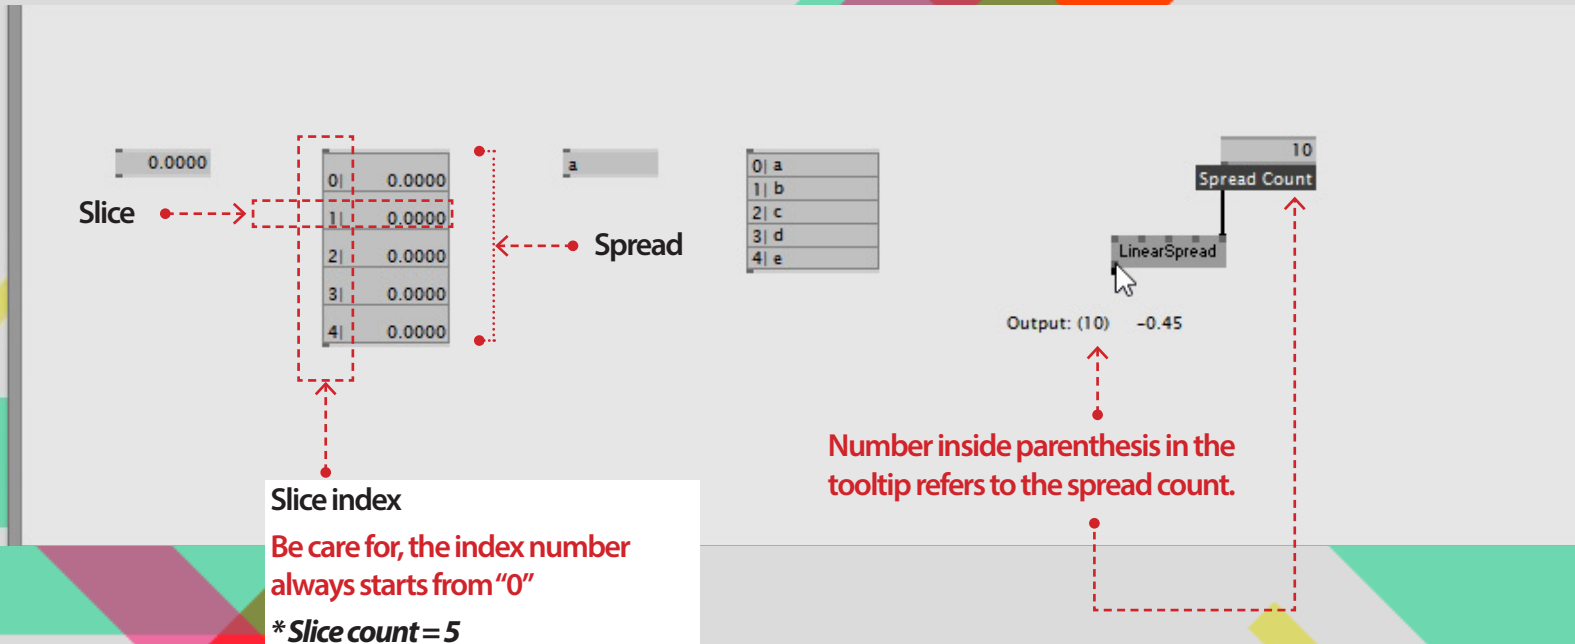 0.0000
Slice
0| 0.0000
1| 0.0000
2| 0.0000
3| 0.0000
4| 0.0000
Spread
a
0| a
1| b
2| c
3| d
4| e
10
Spread Count
LinearSpread
Output: (10) -0.45
Number inside parenthesis in the
tooltip refers to the spread count.
Slice index
Be care for, the index number
always starts from “0”
* Slice count = 5